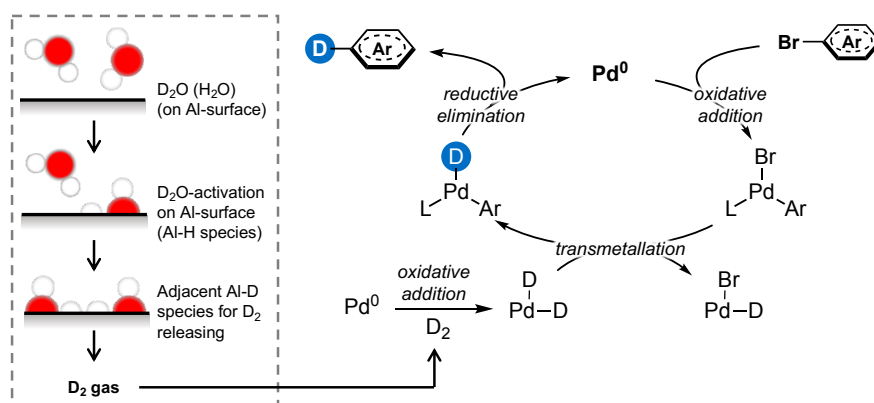 D₂O (H₂O)
(on Al-surface)
D₂O-activation
on Al-surface
(Al-H species)
Adjacent Al-D
species for D₂
releasing
D₂ gas
D
Ar
Pd⁰
Br
Ar
reductive
elimination
oxidative
addition
D
Pd
L
Ar
Br
Pd
L
Ar
transmetallation
Pd⁰
oxidative
addition
D₂
D
Pd—D
Br
Pd—D